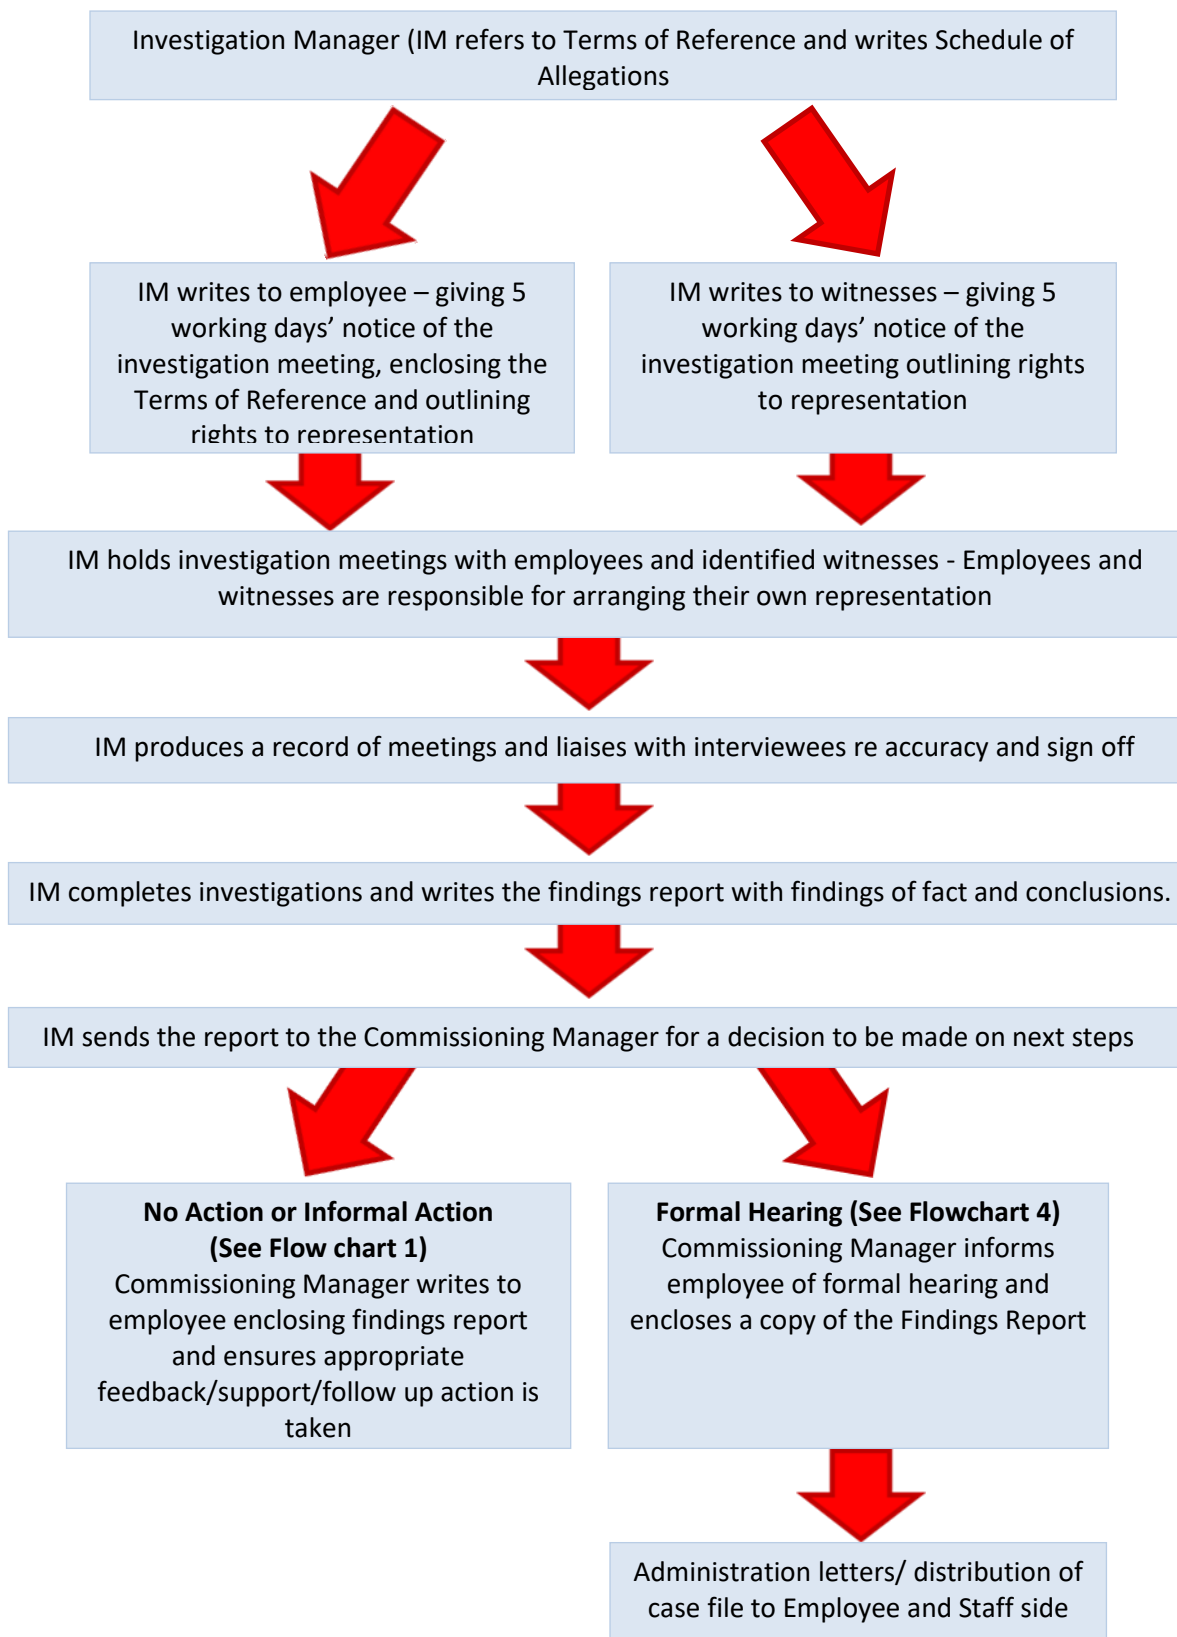 Investigation Manager (IM refers to Terms of Reference and writes Schedule of
Allegations
IM writes to employee – giving 5
working days’ notice of the
investigation meeting, enclosing the
Terms of Reference and outlining
rights to representation
IM writes to witnesses – giving 5
working days’ notice of the
investigation meeting outlining rights
to representation
IM holds investigation meetings with employees and identified witnesses - Employees and
witnesses are responsible for arranging their own representation
IM produces a record of meetings and liaises with interviewees re accuracy and sign off
IM completes investigations and writes the findings report with findings of fact and conclusions.
IM sends the report to the Commissioning Manager for a decision to be made on next steps
No Action or Informal Action
(See Flow chart 1)
Commissioning Manager writes to
employee enclosing findings report
and ensures appropriate
feedback/support/follow up action is
taken
Formal Hearing (See Flowchart 4)
Commissioning Manager informs
employee of formal hearing and
encloses a copy of the Findings Report
Administration letters/ distribution of
case file to Employee and Staff side